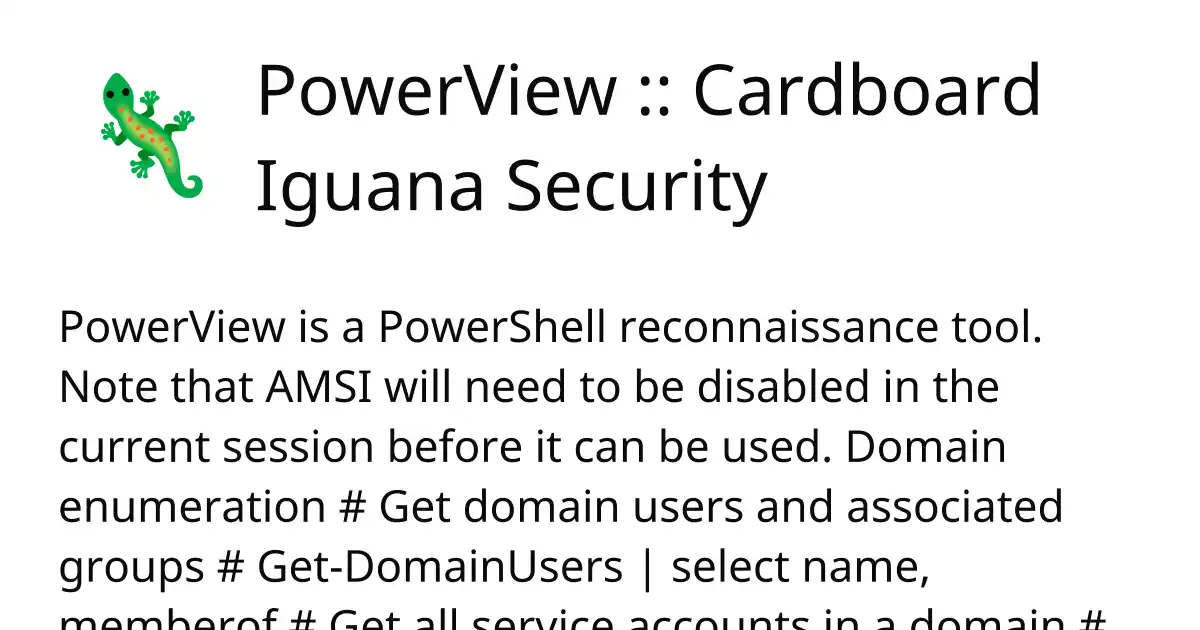 PowerView :: Cardboard
Iguana Security
PowerView is a PowerShell reconnaissance tool.
Note that AMSI will need to be disabled in the
current session before it can be used. Domain
enumeration # Get domain users and associated
groups # Get-DomainUsers | select name,
memberof # Get all service accounts in a domain #